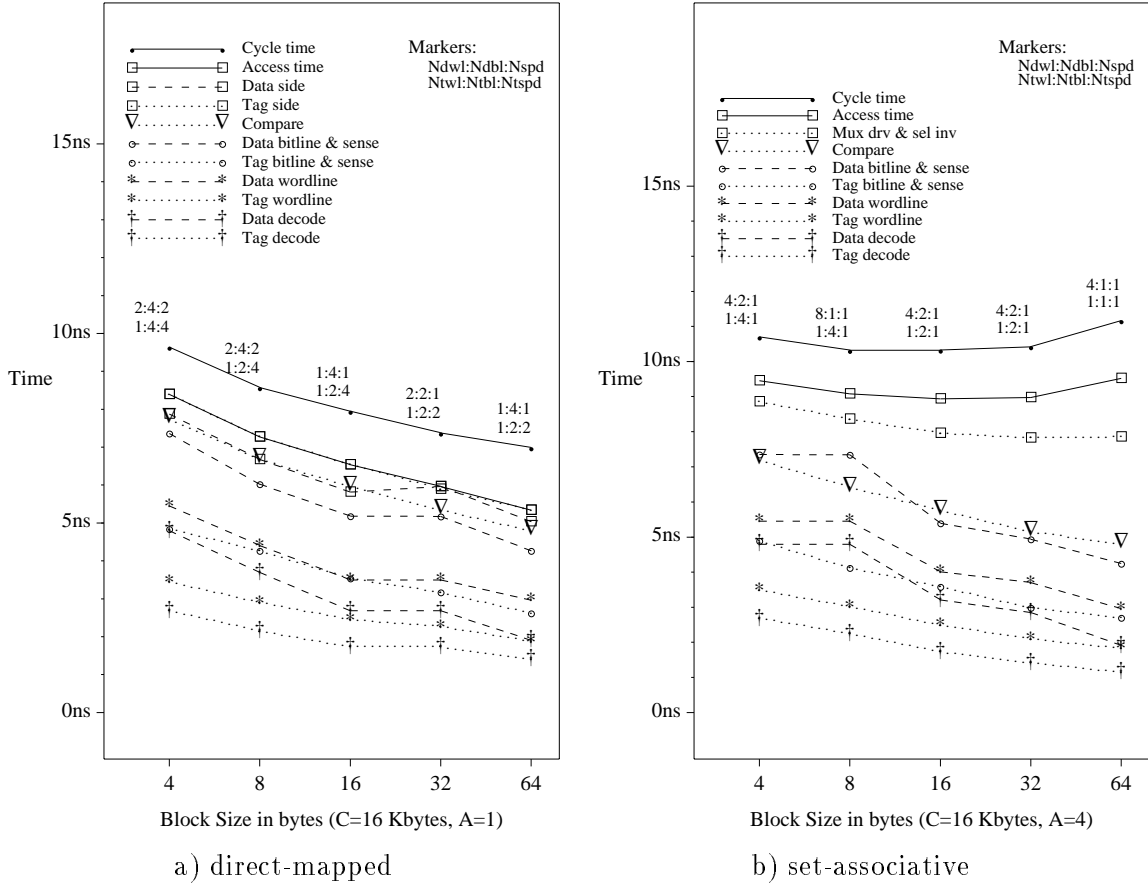 Cycle time
Access time
Data side
Tag side
Compare
Data bitline & sense
Tag bitline & sense
Data wordline
Tag wordline
Data decode
Tag decode
Markers:
Ndwl:Ndbl:Nspd
Ntwl:Ntbl:Ntspd
15ns
10ns
Time
5ns
0ns
2:4:2
1:4:4
2:4:2
1:2:4
1:4:1
1:2:4
2:2:1
1:2:2
1:4:1
1:2:2
4 8 16 32 64
Block Size in bytes (C=16 Kbytes, A=1)
a) direct-mapped
Markers:
Ndwl:Ndbl:Nspd
Ntwl:Ntbl:Ntspd
Cycle time
Access time
Mux drv & sel inv
Compare
Data bitline & sense
Tag bitline & sense
Data wordline
Tag wordline
Data decode
Tag decode
15ns
10ns
Time
5ns
0ns
4:2:1
1:4:1
8:1:1
1:4:1
4:2:1
1:2:1
4:2:1
1:2:1
4:1:1
1:1:1
4 8 16 32 64
Block Size in bytes (C=16 Kbytes, A=4)
b) set-associative